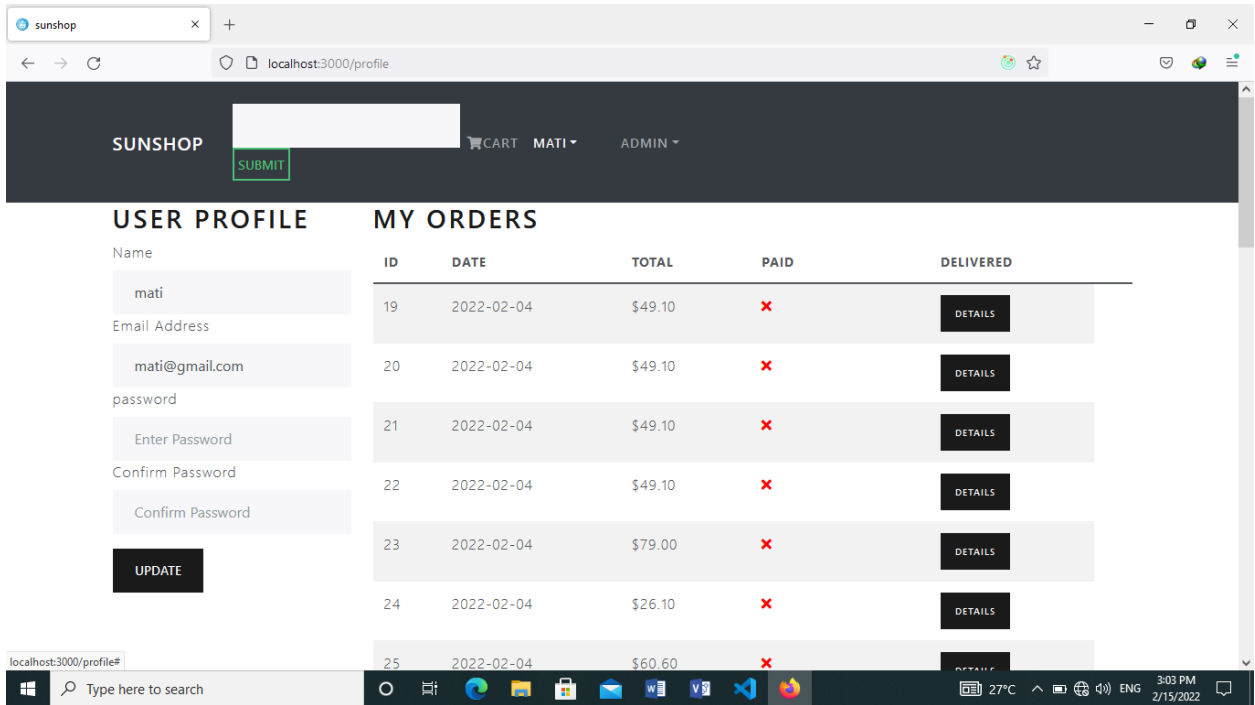 sunshop
localhost:3000/profile
SUNSHOP
SUBMIT
CART MATI ADMIN
USER PROFILE
Name
mati
Email Address
mati@gmail.com
password
Enter Password
Confirm Password
Confirm Password
UPDATE
MY ORDERS
ID DATE TOTAL PAID DELIVERED
19 2022-02-04 $49.10 DETAILS
20 2022-02-04 $49.10 DETAILS
21 2022-02-04 $49.10 DETAILS
22 2022-02-04 $49.10 DETAILS
23 2022-02-04 $79.00 DETAILS
24 2022-02-04 $26.10 DETAILS
25 2022-02-04 $60.60 DETAILS
localhost:3000/profile#
Type here to search
27°C ENG 3:03 PM
2/15/2022